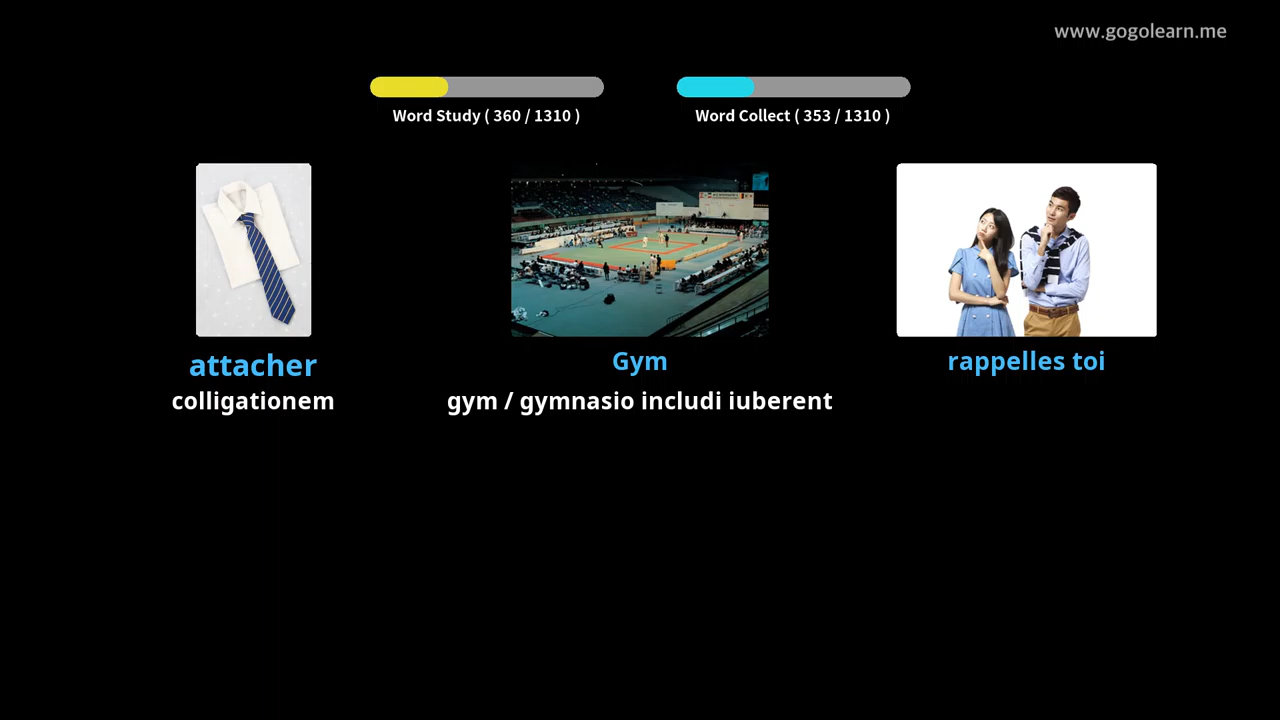 www.gogolearn.me
Word Study ( 360 / 1310 )
Word Collect ( 353 / 1310 )
attacher
colligationem
Gym
gym / gymnasio includi iuberent
rappelles toi